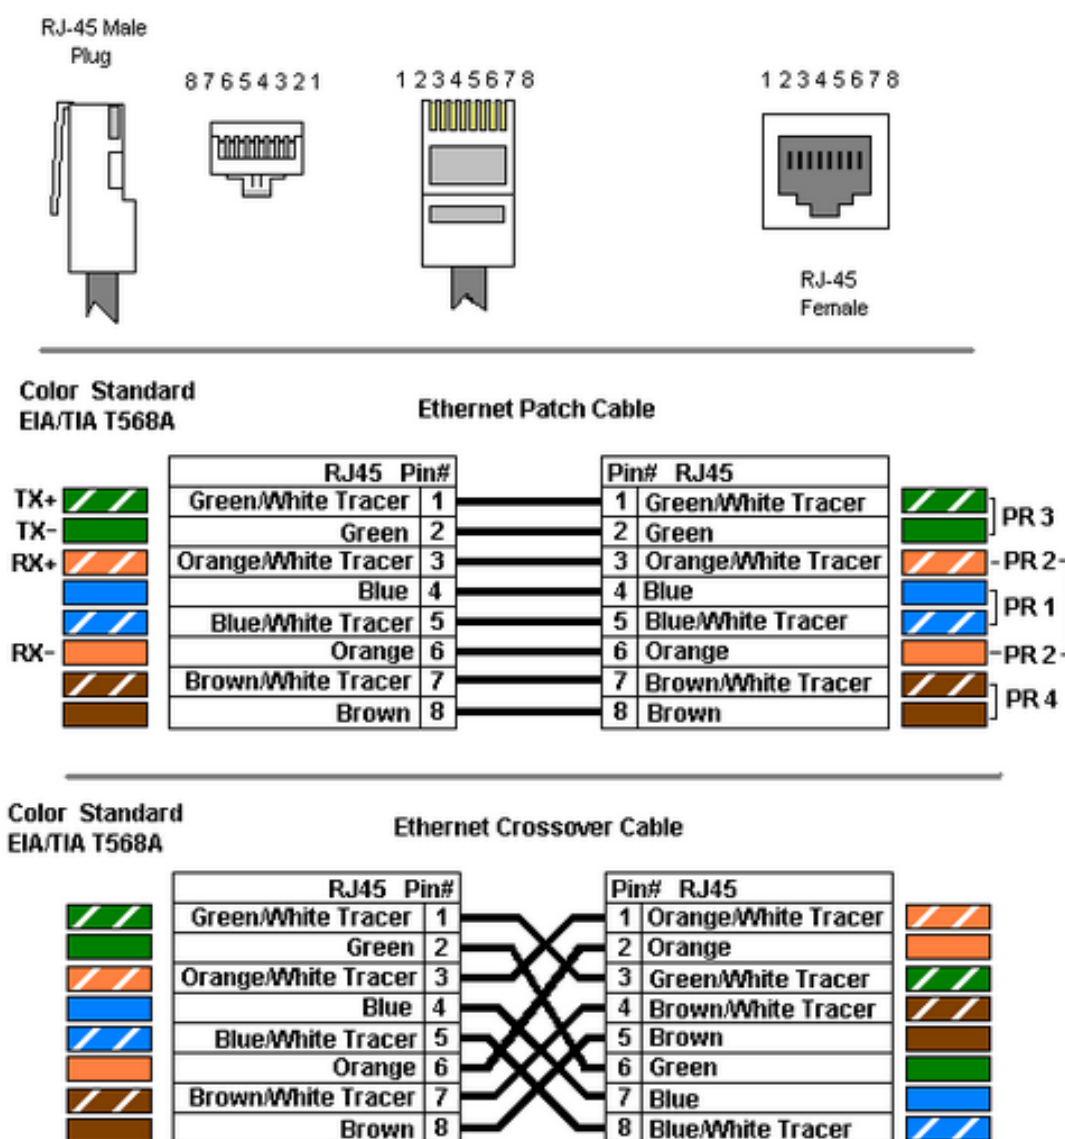 RJ-45 Male
Plug
8 7 6 5 4 3 2 1
1 2 3 4 5 6 7 8
1 2 3 4 5 6 7 8
RJ-45
Female
Color Standard
EIA/TIA T568A
Ethernet Patch Cable
RJ45 Pin#
Pin# RJ45
TX+ Green/White Tracer 1 1 Green/White Tracer
TX- Green 2 2 Green
PR 3
RX+ Orange/White Tracer 3 3 Orange/White Tracer PR 2
Blue 4 4 Blue
PR 1
Blue/White Tracer 5 5 Blue/White Tracer
RX- Orange 6 6 Orange PR 2
Brown/White Tracer 7 7 Brown/White Tracer
PR 4
Brown 8 8 Brown
Color Standard
EIA/TIA T568A
Ethernet Crossover Cable
RJ45 Pin#
Pin# RJ45
Green/White Tracer 1 1 Orange/White Tracer
Green 2 2 Orange
Orange/White Tracer 3 3 Green/White Tracer
Blue 4 4 Brown/White Tracer
Blue/White Tracer 5 5 Brown
Orange 6 6 Green
Brown/White Tracer 7 7 Blue
Brown 8 8 Blue/White Tracer